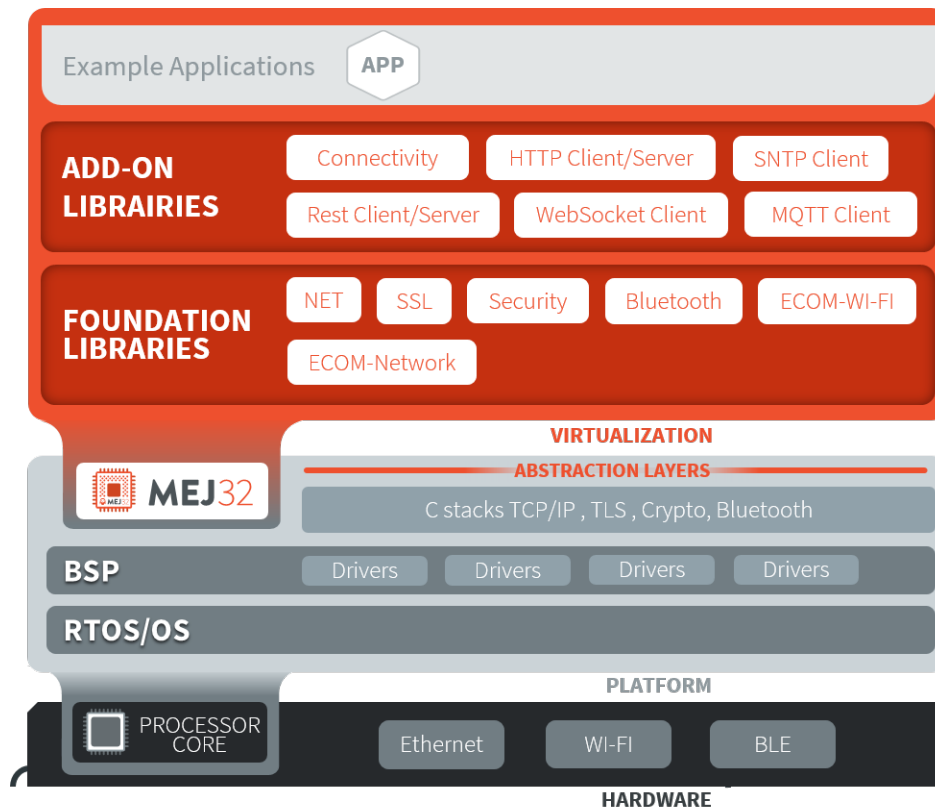 Example Applications APP
ADD-ON
LIBRAIRIES
Connectivity HTTP Client/Server SNTP Client
Rest Client/Server WebSocket Client MQTT Client
FOUNDATION
LIBRARIES
NET SSL Security Bluetooth ECOM-WI-FI
ECOM-Network
VIRTUALIZATION
MEJ MEJ32
ABSTRACTION LAYERS
C stacks TCP/IP , TLS , Crypto, Bluetooth
BSP Drivers Drivers Drivers Drivers
RTOS/OS
PLATFORM
PROCESSOR
CORE
Ethernet WI-FI BLE
HARDWARE